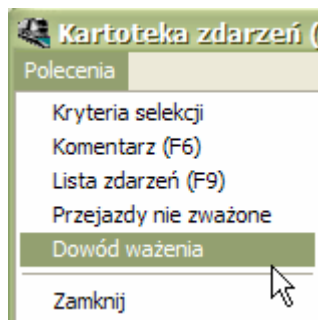 Kartoteka zdarzeń (
Polecenia
Kryteria selekcji
Komentarz (F6)
Lista zdarzeń (F9)
Przejazdy nie zważone
Dowód ważenia
Zamknij